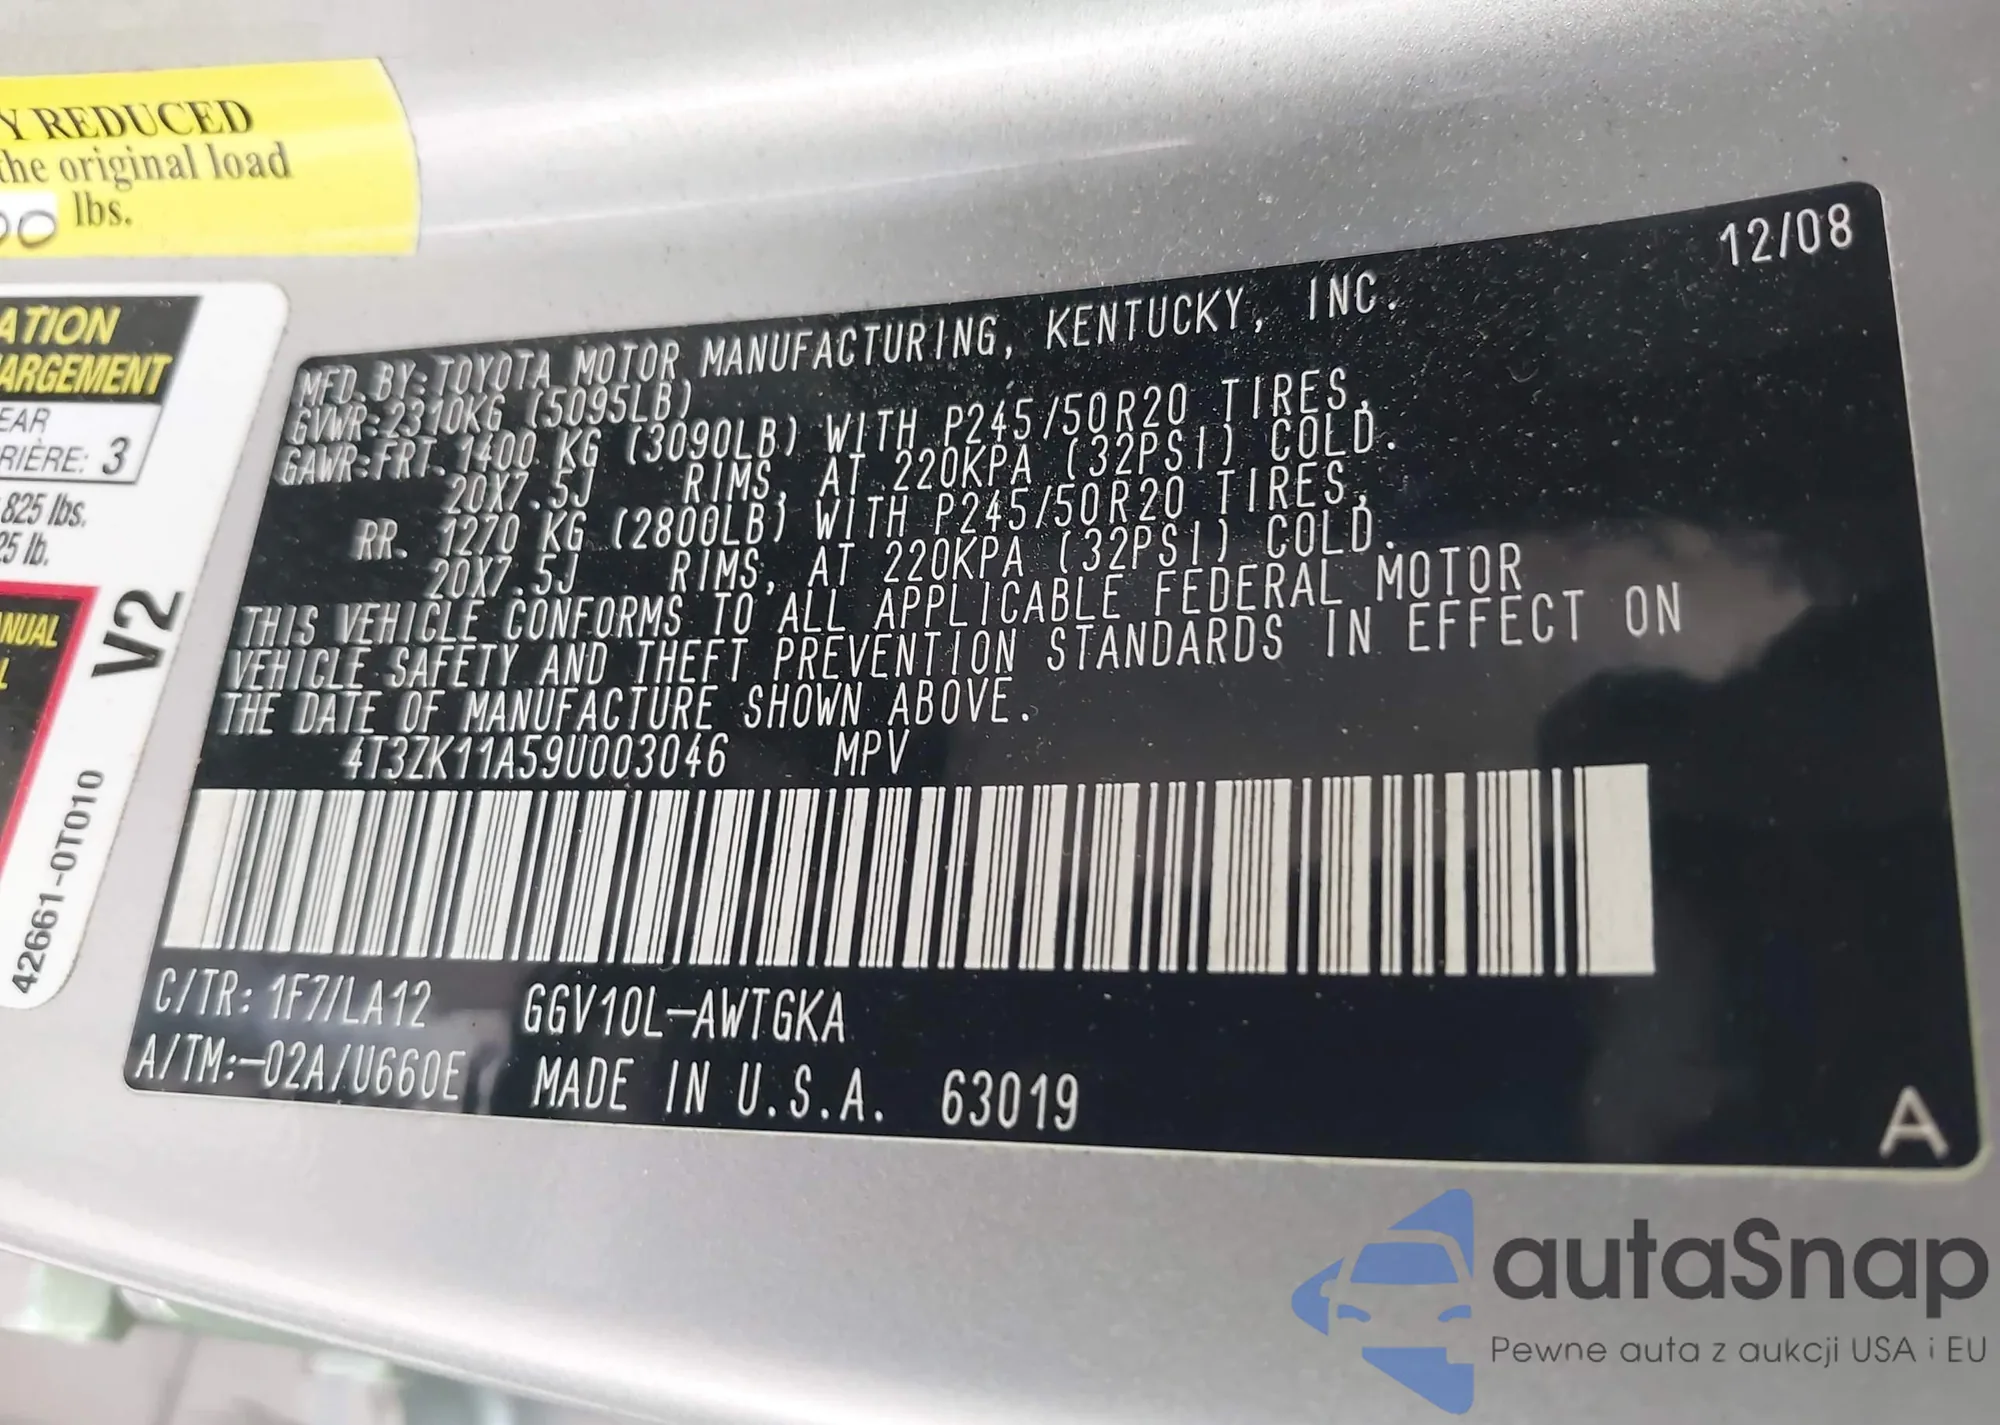 Y REDUCED
the original load
00 lbs.
ATION
ARGEMENT
EAR
RIÈRE: 3
825 lbs.
25 lb.
ANUAL
L
V2
42661-0T010
12/08
MFD. BY: TOYOTA MOTOR MANUFACTURING, KENTUCKY, INC.
GVWR: 2310KG (5095LB)
GAWR: FRT. 1400 KG (3090LB) WITH P245/50R20 TIRES,
20X7.5J RIMS, AT 220KPA (32PSI) COLD.
RR. 1270 KG (2800LB) WITH P245/50R20 TIRES,
20X7.5J RIMS, AT 220KPA (32PSI) COLD.
THIS VEHICLE CONFORMS TO ALL APPLICABLE FEDERAL MOTOR
VEHICLE SAFETY AND THEFT PREVENTION STANDARDS IN EFFECT ON
THE DATE OF MANUFACTURE SHOWN ABOVE.
4T3ZK11A59U003046 MPV
C/TR: 1F7/LA12 GGV10L-AWTGKA
A/TM:-02A/U660E MADE IN U.S.A. 63019
A
autaSnap
Pewne auta z aukcji USA i EU